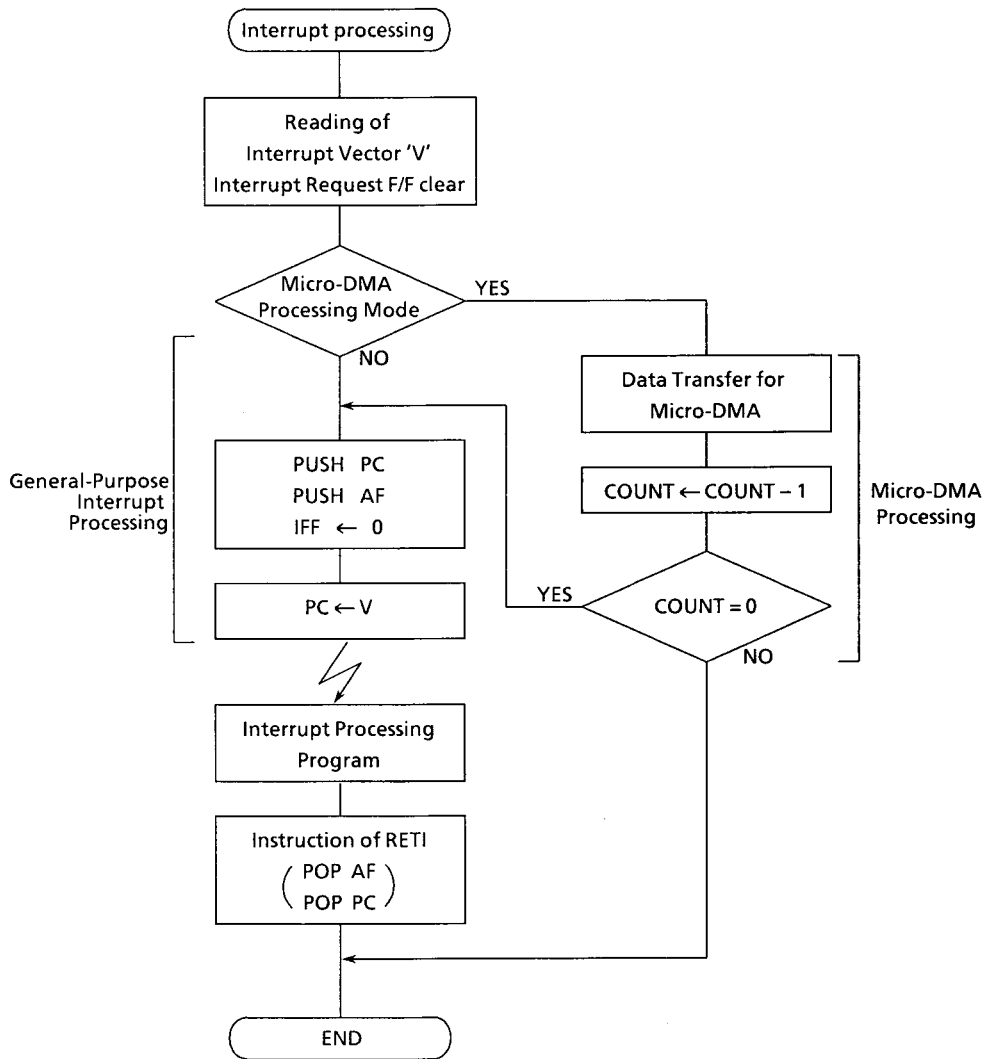 Interrupt processing
Reading of
Interrupt Vector 'V'
Interrupt Request F/F clear
Micro-DMA
Processing Mode
YES
NO
Data Transfer for
Micro-DMA
General-Purpose
Interrupt
Processing
PUSH PC
PUSH AF
IFF ← 0
COUNT ← COUNT – 1
Micro-DMA
Processing
PC ← V
YES
COUNT = 0
NO
Interrupt Processing
Program
Instruction of RETI
( POP AF
POP PC )
END